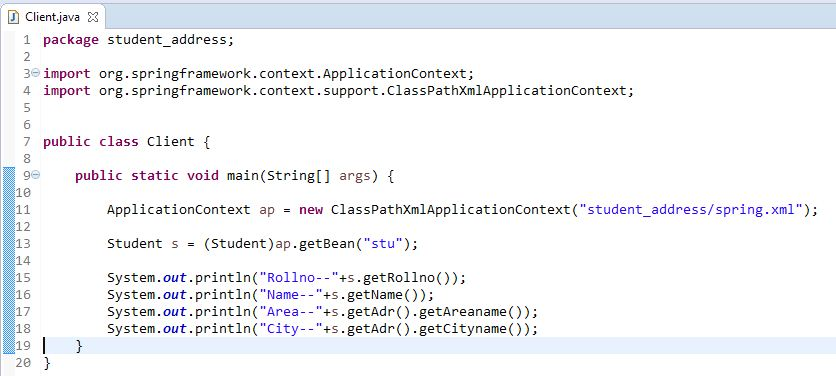 Client.java
1 package student_address;
2
3 import org.springframework.context.ApplicationContext;
4 import org.springframework.context.support.ClassPathXmlApplicationContext;
5
6
7 public class Client {
8
9     public static void main(String[] args) {
10
11         ApplicationContext ap = new ClassPathXmlApplicationContext("student_address/spring.xml");
12
13         Student s = (Student)ap.getBean("stu");
14
15         System.out.println("Rollno--"+s.getRollno());
16         System.out.println("Name--"+s.getName());
17         System.out.println("Area--"+s.getAdr().getAreaname());
18         System.out.println("City--"+s.getAdr().getCityname());
19     }
20 }